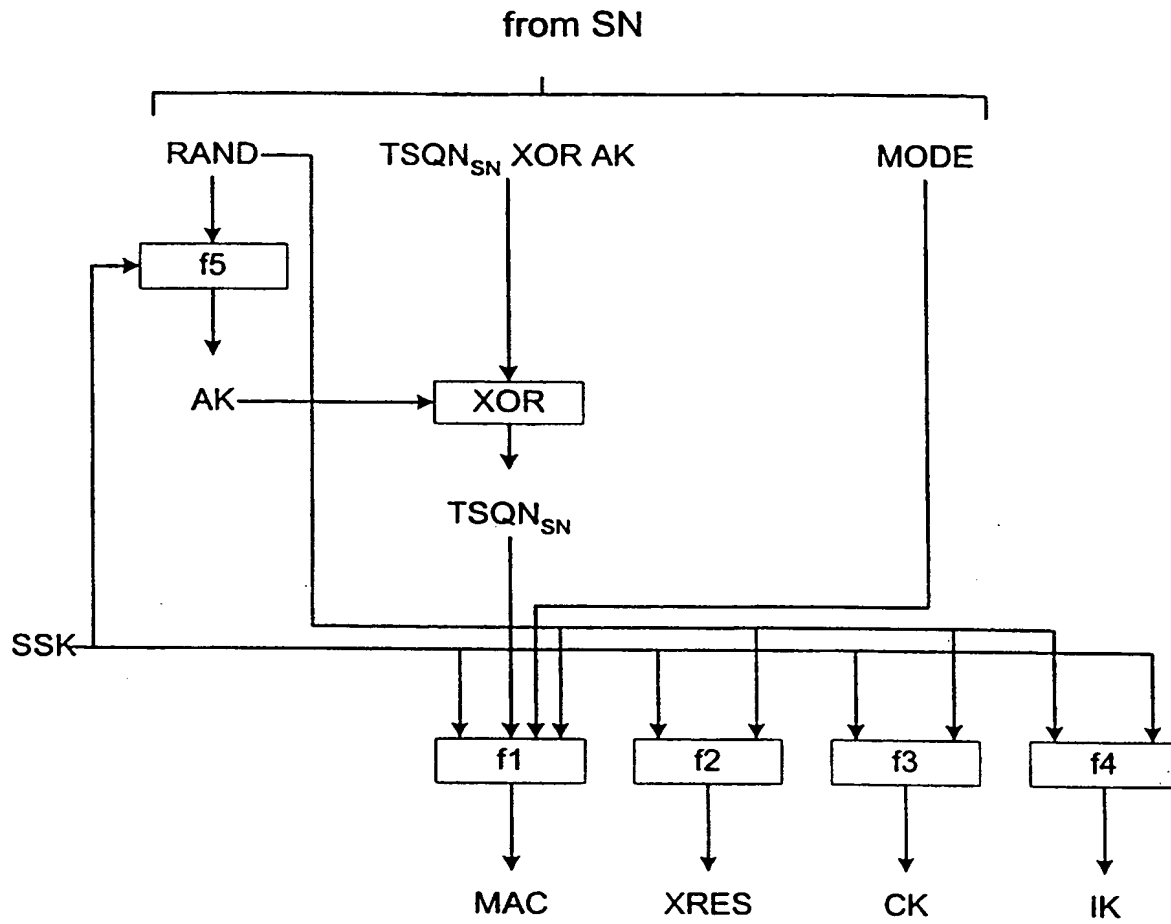 from SN
RAND TSQN_SN XOR AK MODE
f5
AK XOR
TSQN_SN
SSK
f1 f2 f3 f4
MAC XRES CK IK